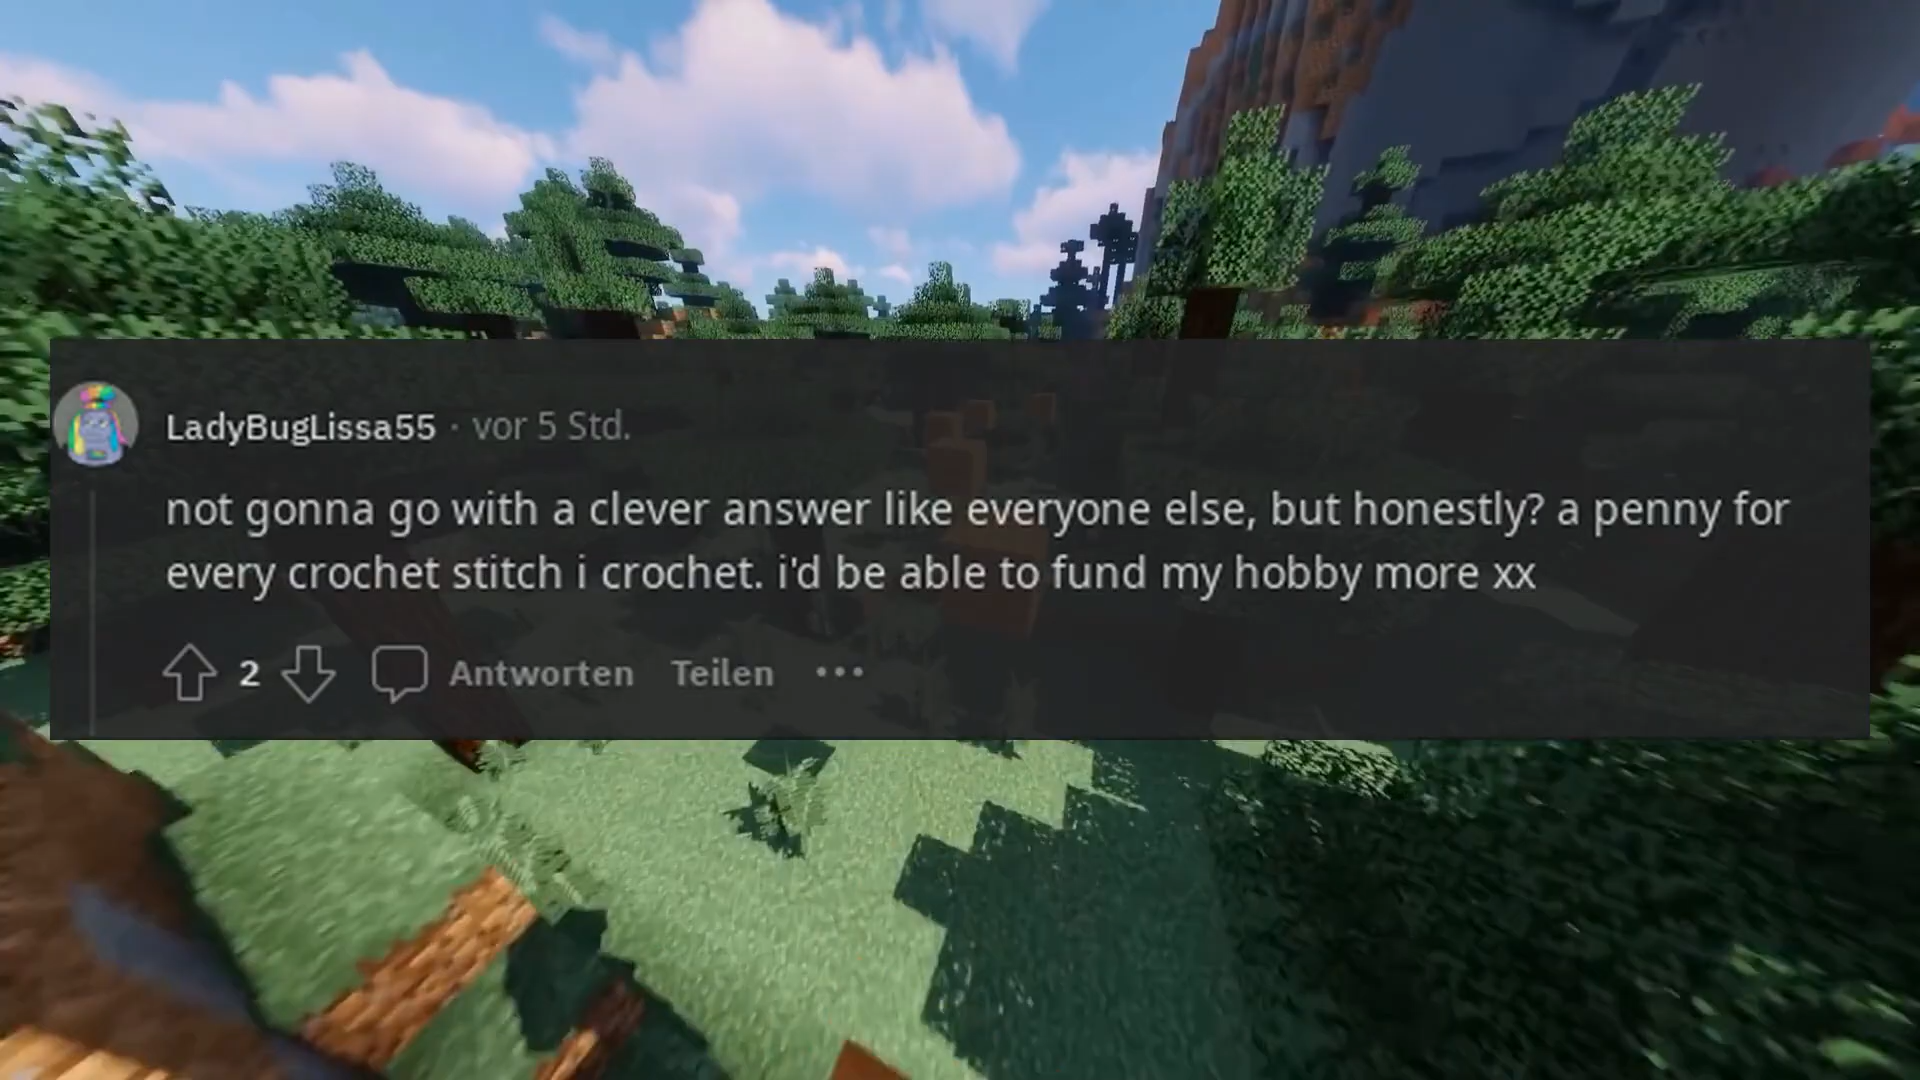 LadyBugLissa55 · vor 5 Std.
not gonna go with a clever answer like everyone else, but honestly? a penny for
every crochet stitch i crochet. i'd be able to fund my hobby more xx
2 Antworten Teilen •••